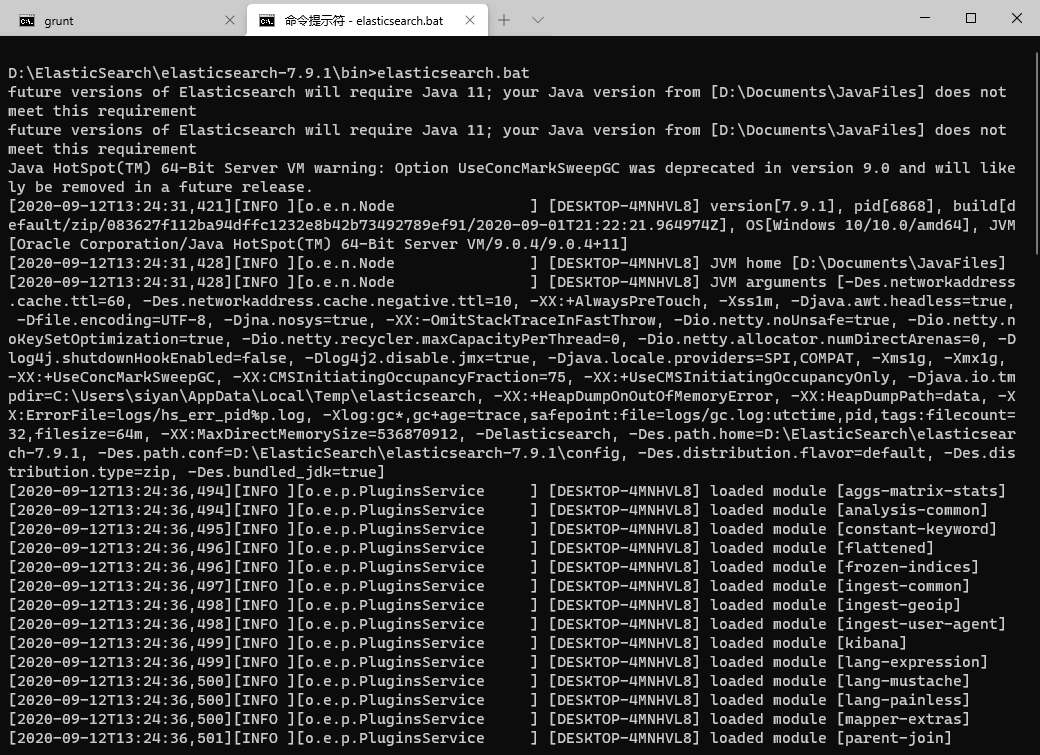 grunt
命令提示符 - elasticsearch.bat
D:\ElasticSearch\elasticsearch-7.9.1\bin>elasticsearch.bat
future versions of Elasticsearch will require Java 11; your Java version from [D:\Documents\JavaFiles] does not
meet this requirement
future versions of Elasticsearch will require Java 11; your Java version from [D:\Documents\JavaFiles] does not
meet this requirement
Java HotSpot(TM) 64-Bit Server VM warning: Option UseConcMarkSweepGC was deprecated in version 9.0 and will like
ly be removed in a future release.
[2020-09-12T13:24:31,421][INFO ][o.e.n.Node               ] [DESKTOP-4MNHVL8] version[7.9.1], pid[6868], build[d
efault/zip/083627f112ba94dffc1232e8b42b73492789ef91/2020-09-01T21:22:21.964974Z], OS[Windows 10/10.0/amd64], JVM
[Oracle Corporation/Java HotSpot(TM) 64-Bit Server VM/9.0.4/9.0.4+11]
[2020-09-12T13:24:31,428][INFO ][o.e.n.Node               ] [DESKTOP-4MNHVL8] JVM home [D:\Documents\JavaFiles]
[2020-09-12T13:24:31,428][INFO ][o.e.n.Node               ] [DESKTOP-4MNHVL8] JVM arguments [-Des.networkaddress
.cache.ttl=60, -Des.networkaddress.cache.negative.ttl=10, -XX:+AlwaysPreTouch, -Xss1m, -Djava.awt.headless=true,
 -Dfile.encoding=UTF-8, -Djna.nosys=true, -XX:-OmitStackTraceInFastThrow, -Dio.netty.noUnsafe=true, -Dio.netty.n
oKeySetOptimization=true, -Dio.netty.recycler.maxCapacityPerThread=0, -Dio.netty.allocator.numDirectArenas=0, -D
log4j.shutdownHookEnabled=false, -Dlog4j2.disable.jmx=true, -Djava.locale.providers=SPI,COMPAT, -Xms1g, -Xmx1g,
-XX:+UseConcMarkSweepGC, -XX:CMSInitiatingOccupancyFraction=75, -XX:+UseCMSInitiatingOccupancyOnly, -Djava.io.tm
pdir=C:\Users\siyan\AppData\Local\Temp\elasticsearch, -XX:+HeapDumpOnOutOfMemoryError, -XX:HeapDumpPath=data, -X
X:ErrorFile=logs/hs_err_pid%p.log, -Xlog:gc*,gc+age=trace,safepoint:file=logs/gc.log:utctime,pid,tags:filecount=
32,filesize=64m, -XX:MaxDirectMemorySize=536870912, -Delasticsearch, -Des.path.home=D:\ElasticSearch\elasticsear
ch-7.9.1, -Des.path.conf=D:\ElasticSearch\elasticsearch-7.9.1\config, -Des.distribution.flavor=default, -Des.dis
tribution.type=zip, -Des.bundled_jdk=true]
[2020-09-12T13:24:36,494][INFO ][o.e.p.PluginsService     ] [DESKTOP-4MNHVL8] loaded module [aggs-matrix-stats]
[2020-09-12T13:24:36,494][INFO ][o.e.p.PluginsService     ] [DESKTOP-4MNHVL8] loaded module [analysis-common]
[2020-09-12T13:24:36,495][INFO ][o.e.p.PluginsService     ] [DESKTOP-4MNHVL8] loaded module [constant-keyword]
[2020-09-12T13:24:36,496][INFO ][o.e.p.PluginsService     ] [DESKTOP-4MNHVL8] loaded module [flattened]
[2020-09-12T13:24:36,496][INFO ][o.e.p.PluginsService     ] [DESKTOP-4MNHVL8] loaded module [frozen-indices]
[2020-09-12T13:24:36,497][INFO ][o.e.p.PluginsService     ] [DESKTOP-4MNHVL8] loaded module [ingest-common]
[2020-09-12T13:24:36,498][INFO ][o.e.p.PluginsService     ] [DESKTOP-4MNHVL8] loaded module [ingest-geoip]
[2020-09-12T13:24:36,498][INFO ][o.e.p.PluginsService     ] [DESKTOP-4MNHVL8] loaded module [ingest-user-agent]
[2020-09-12T13:24:36,499][INFO ][o.e.p.PluginsService     ] [DESKTOP-4MNHVL8] loaded module [kibana]
[2020-09-12T13:24:36,499][INFO ][o.e.p.PluginsService     ] [DESKTOP-4MNHVL8] loaded module [lang-expression]
[2020-09-12T13:24:36,500][INFO ][o.e.p.PluginsService     ] [DESKTOP-4MNHVL8] loaded module [lang-mustache]
[2020-09-12T13:24:36,500][INFO ][o.e.p.PluginsService     ] [DESKTOP-4MNHVL8] loaded module [lang-painless]
[2020-09-12T13:24:36,500][INFO ][o.e.p.PluginsService     ] [DESKTOP-4MNHVL8] loaded module [mapper-extras]
[2020-09-12T13:24:36,501][INFO ][o.e.p.PluginsService     ] [DESKTOP-4MNHVL8] loaded module [parent-join]